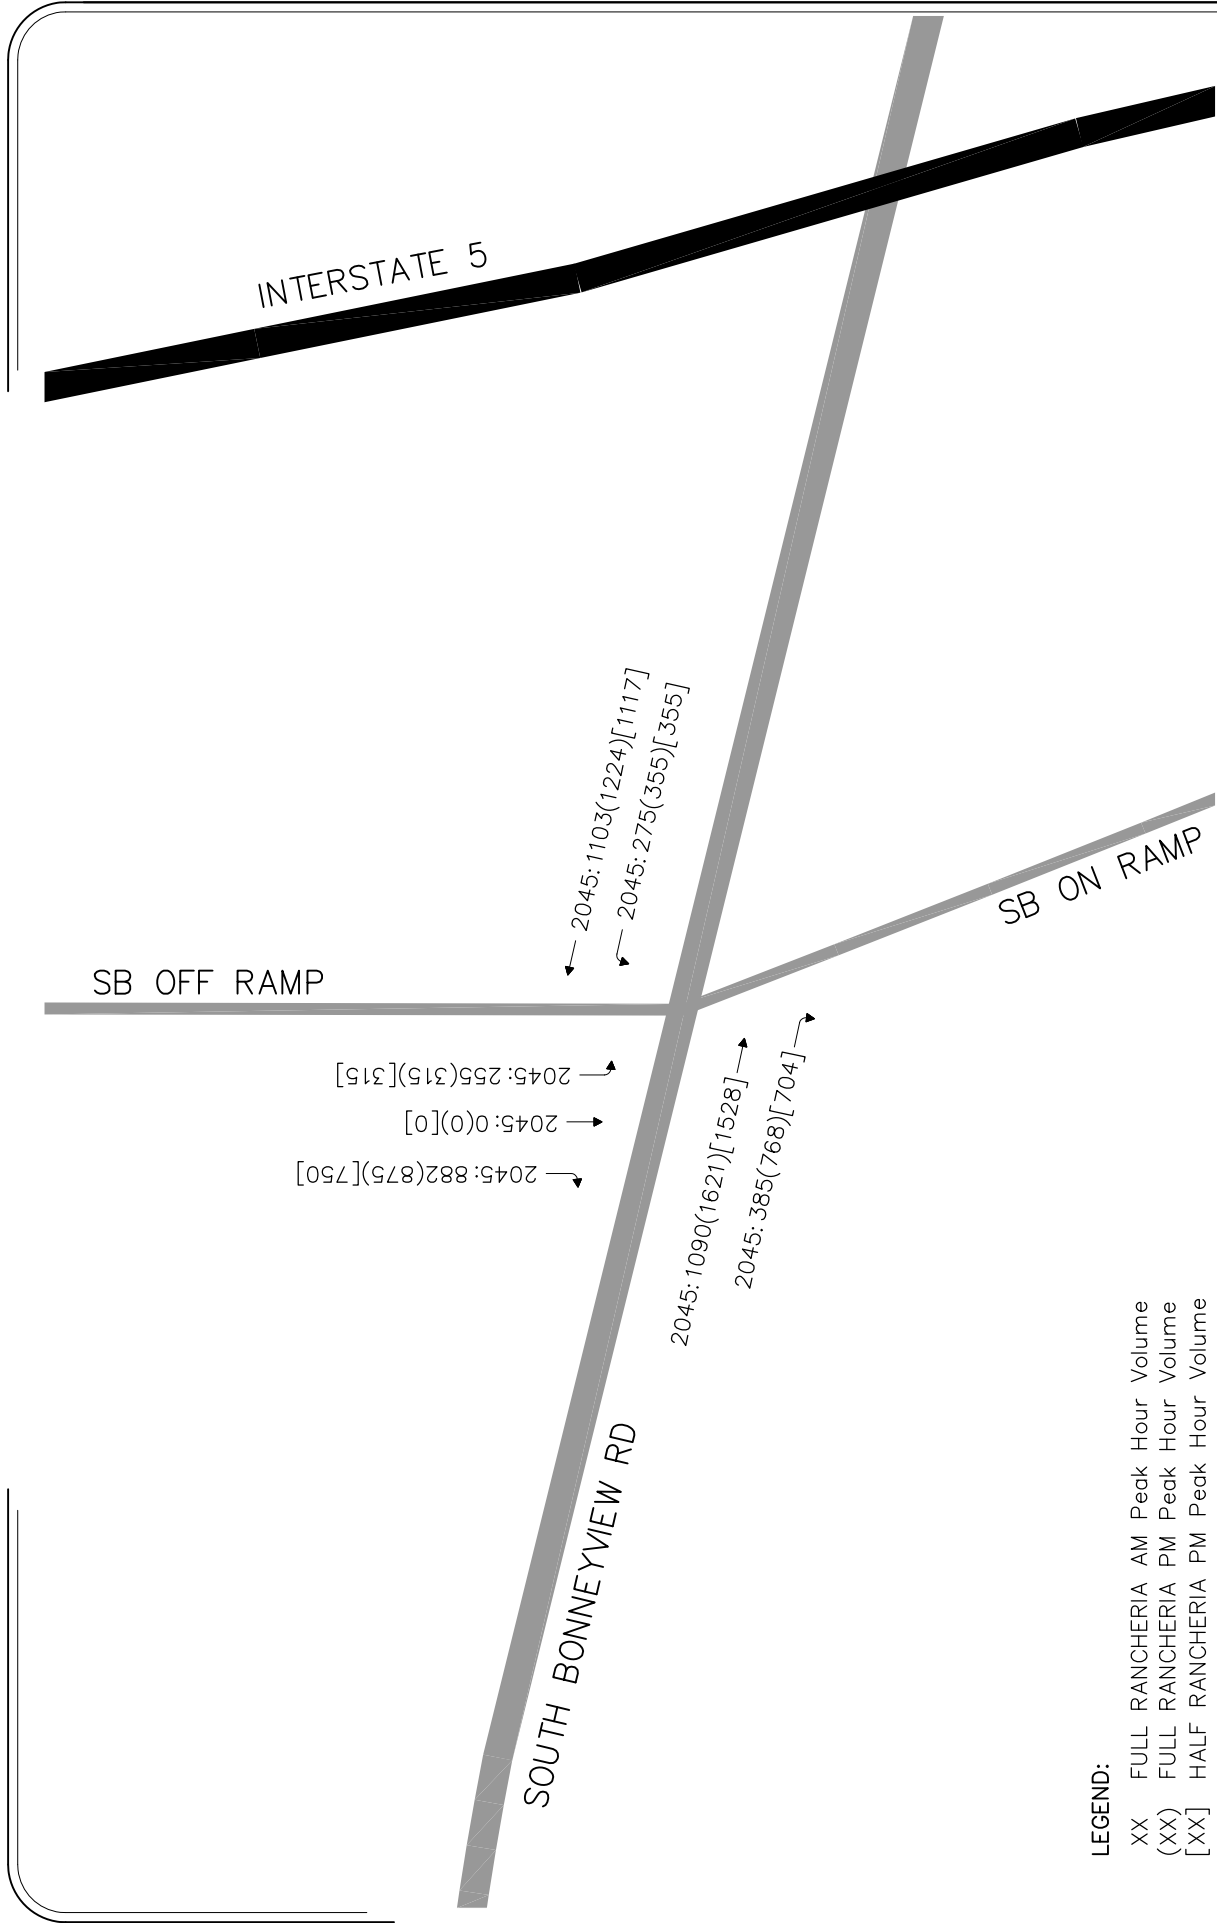 INTERSTATE 5
SB OFF RAMP
2045: 1103(1224)[1117]
2045: 275(355)[355]
2045: 255(315)[315]
2045: 0(0)[0]
2045: 882(875)[750]
2045: 1090(1621)[1528]
2045: 385(768)[704]
SB ON RAMP
SOUTH BONNEYVIEW RD
LEGEND:
XX FULL RANCHERIA AM Peak Hour Volume
(XX) FULL RANCHERIA PM Peak Hour Volume
[XX] HALF RANCHERIA PM Peak Hour Volume